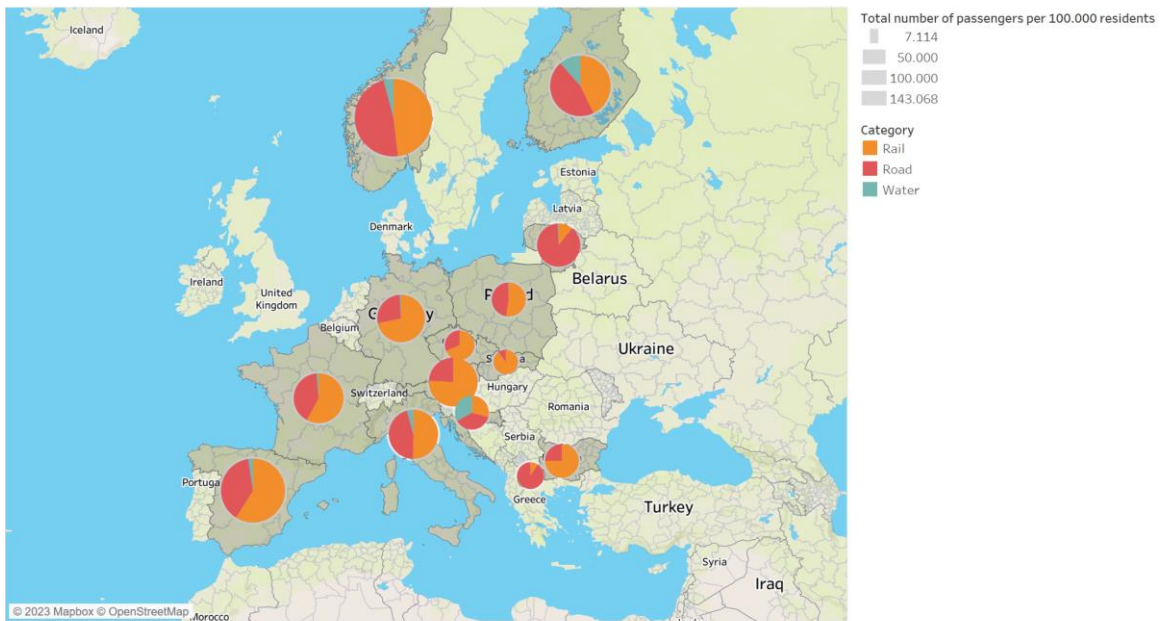 Iceland
Estonia
Latvia
Denmark
Ireland
United
Kingdom
Belarus
Belgium
Ukraine
Switzerland
Hungary
Romania
Serbia
Portuga
Greece
Turkey
Syria
Iraq
Morocco
© 2023 Mapbox © OpenStreetMap
Total number of passengers per 100.000 residents
7.114
50.000
100.000
143.068
Category
Rail
Road
Water